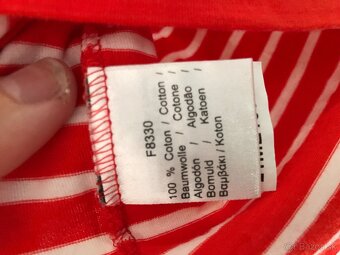 F8330
100 % Coton / Cotton /
Baumwolle / Cotone /
Algodón / Algodão /
Bomuld / Katoen /
Βαμβάκι / Koton